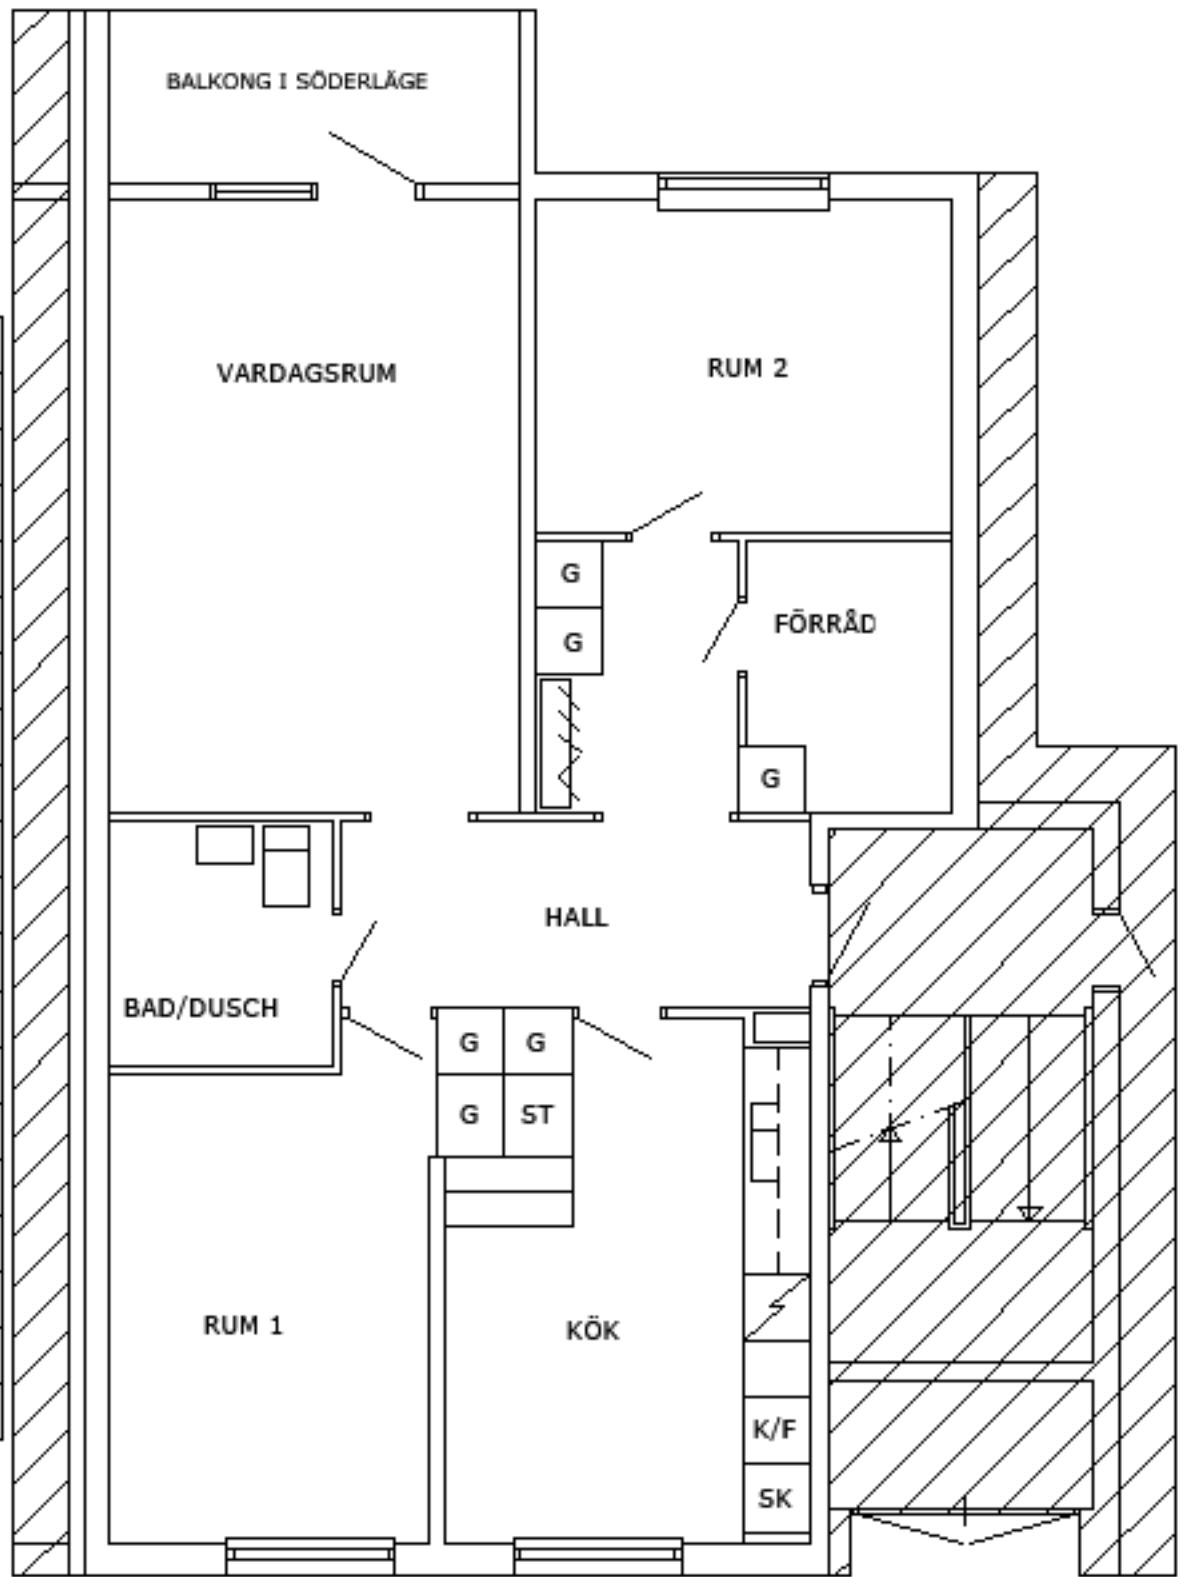 BALKONG I SÖDERLÄGE
VARDAGSRUM
RUM 2
G
G
FÖRRÅD
G
HALL
BAD/DUSCH
G
G
G
ST
RUM 1
KÖK
K/F
SK